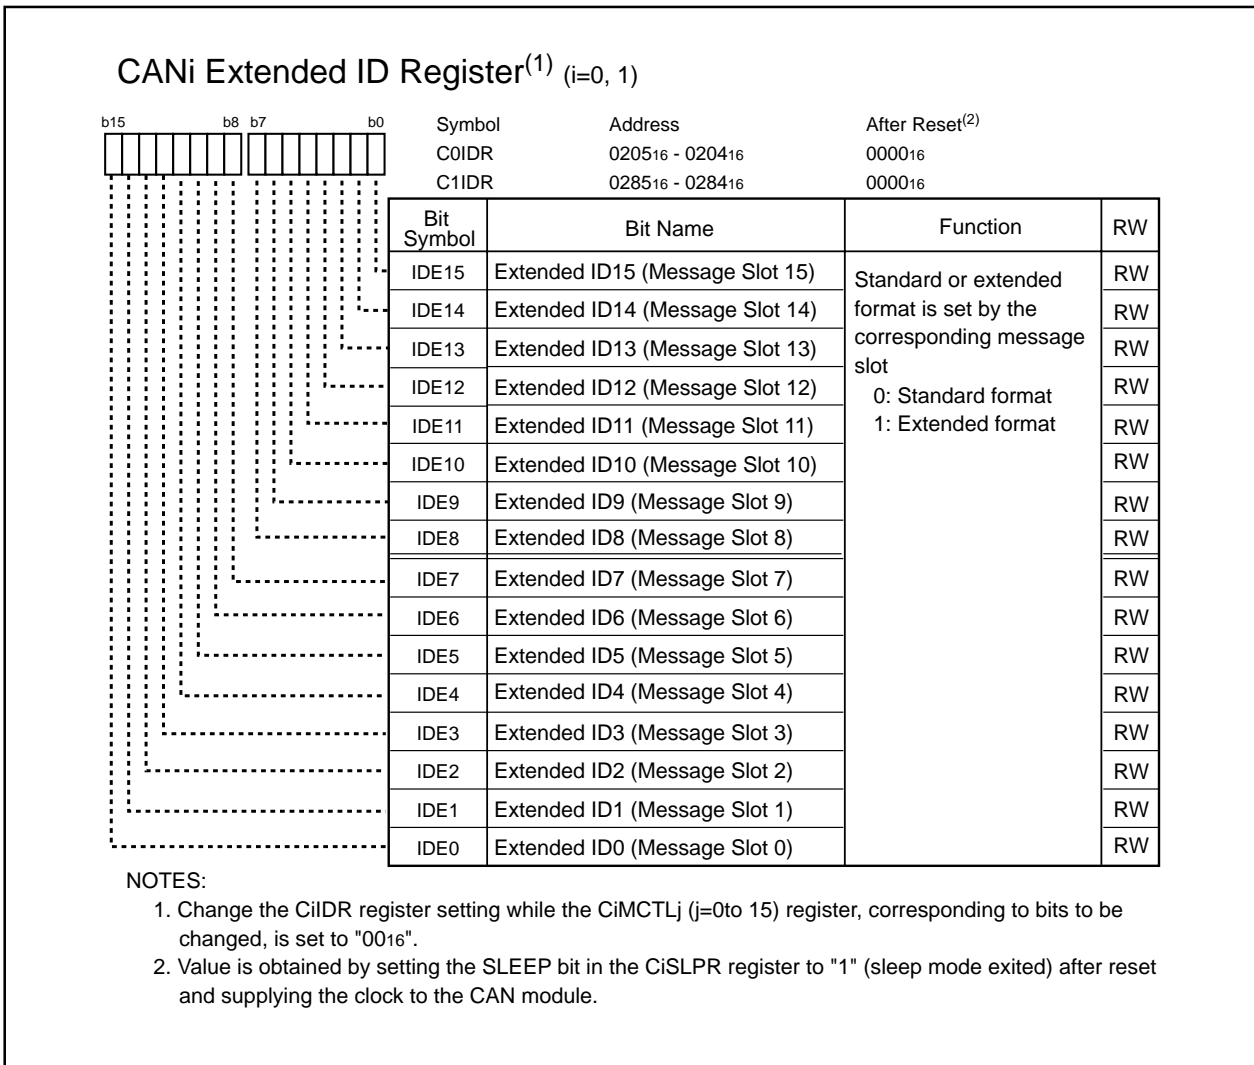 CANi Extended ID Register(1) (i=0, 1)
b15 b8 b7 b0
Symbol Address After Reset(2)
C0IDR 020516 - 020416 000016
C1IDR 028516 - 028416 000016
Bit Symbol Bit Name Function RW
IDE15 Extended ID15 (Message Slot 15) RW
IDE14 Extended ID14 (Message Slot 14) RW
IDE13 Extended ID13 (Message Slot 13) RW
IDE12 Extended ID12 (Message Slot 12) RW
IDE11 Extended ID11 (Message Slot 11) RW
IDE10 Extended ID10 (Message Slot 10) RW
IDE9 Extended ID9 (Message Slot 9) RW
IDE8 Extended ID8 (Message Slot 8) RW
IDE7 Extended ID7 (Message Slot 7) RW
IDE6 Extended ID6 (Message Slot 6) RW
IDE5 Extended ID5 (Message Slot 5) RW
IDE4 Extended ID4 (Message Slot 4) RW
IDE3 Extended ID3 (Message Slot 3) RW
IDE2 Extended ID2 (Message Slot 2) RW
IDE1 Extended ID1 (Message Slot 1) RW
IDE0 Extended ID0 (Message Slot 0) RW
Standard or extended
format is set by the
corresponding message
slot
0: Standard format
1: Extended format
NOTES:
1. Change the CiIDR register setting while the CiMCTLj (j=0to 15) register, corresponding to bits to be
changed, is set to "0016".
2. Value is obtained by setting the SLEEP bit in the CiSLPR register to "1" (sleep mode exited) after reset
and supplying the clock to the CAN module.